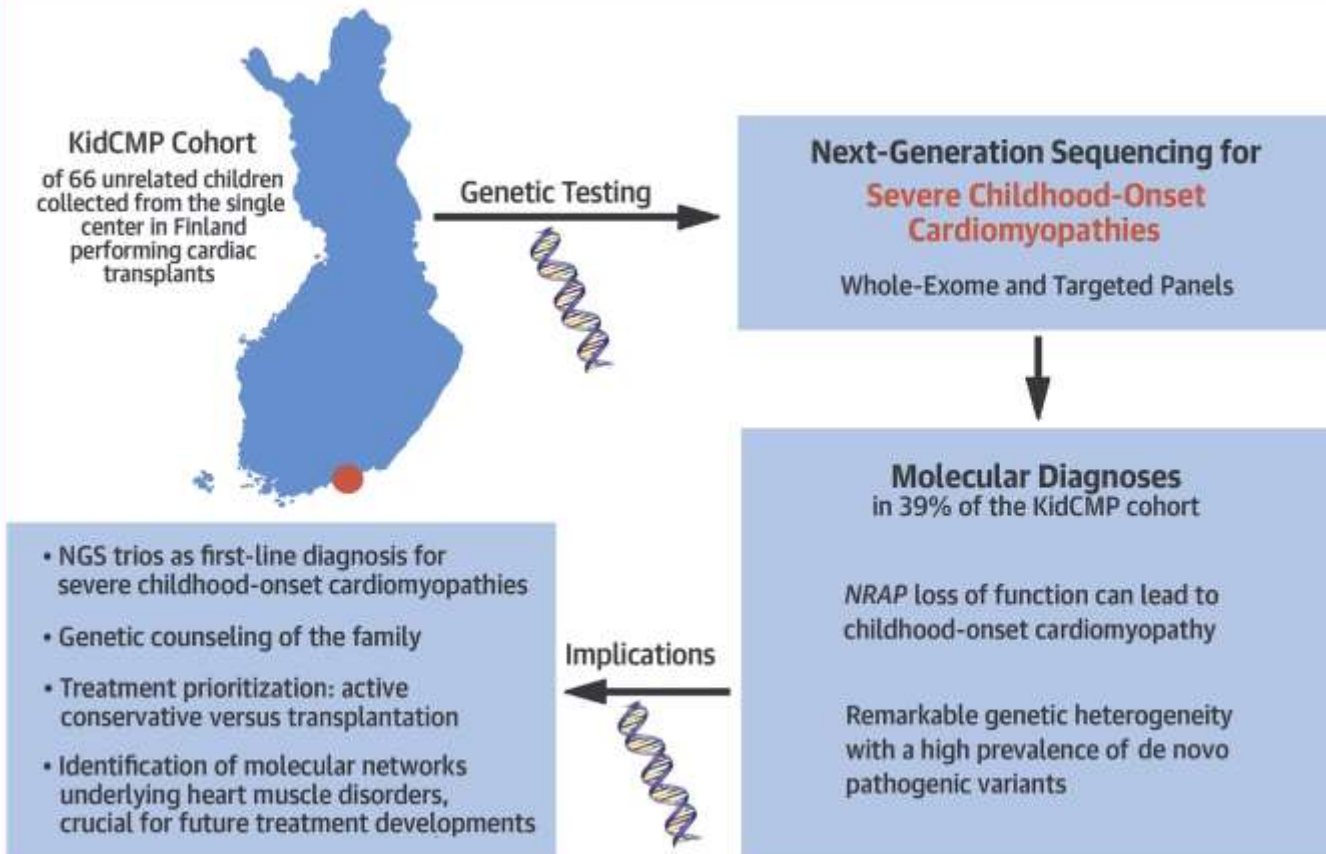 KidCMP Cohort
of 66 unrelated children
collected from the single
center in Finland
performing cardiac
transplants
Genetic Testing
Next-Generation Sequencing for
Severe Childhood-Onset
Cardiomyopathies
Whole-Exome and Targeted Panels
Molecular Diagnoses
in 39% of the KidCMP cohort
NRAP loss of function can lead to
childhood-onset cardiomyopathy
Remarkable genetic heterogeneity
with a high prevalence of de novo
pathogenic variants
Implications
• NGS trios as first-line diagnosis for
severe childhood-onset cardiomyopathies
• Genetic counseling of the family
• Treatment prioritization: active
conservative versus transplantation
• Identification of molecular networks
underlying heart muscle disorders,
crucial for future treatment developments